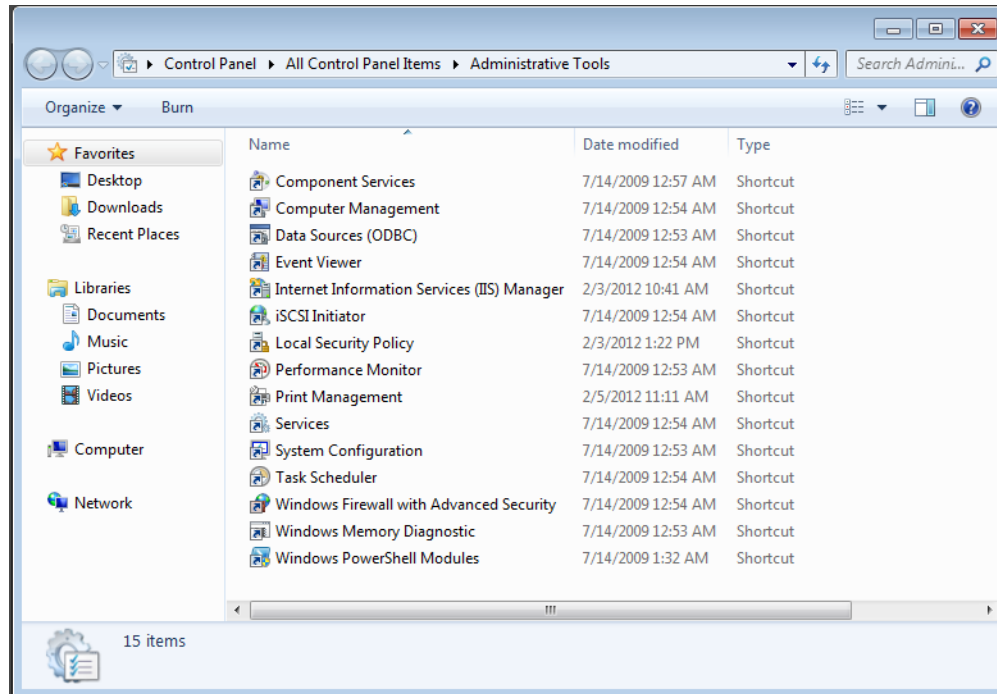 Control Panel ▸ All Control Panel Items ▸ Administrative Tools
Search Admini...
Organize Burn
Name Date modified Type
Favorites
Desktop
Downloads
Recent Places
Libraries
Documents
Music
Pictures
Videos
Computer
Network
Component Services 7/14/2009 12:57 AM Shortcut
Computer Management 7/14/2009 12:54 AM Shortcut
Data Sources (ODBC) 7/14/2009 12:53 AM Shortcut
Event Viewer 7/14/2009 12:54 AM Shortcut
Internet Information Services (IIS) Manager 2/3/2012 10:41 AM Shortcut
iSCSI Initiator 7/14/2009 12:54 AM Shortcut
Local Security Policy 2/3/2012 1:22 PM Shortcut
Performance Monitor 7/14/2009 12:53 AM Shortcut
Print Management 2/5/2012 11:11 AM Shortcut
Services 7/14/2009 12:54 AM Shortcut
System Configuration 7/14/2009 12:53 AM Shortcut
Task Scheduler 7/14/2009 12:54 AM Shortcut
Windows Firewall with Advanced Security 7/14/2009 12:54 AM Shortcut
Windows Memory Diagnostic 7/14/2009 12:53 AM Shortcut
Windows PowerShell Modules 7/14/2009 1:32 AM Shortcut
15 items